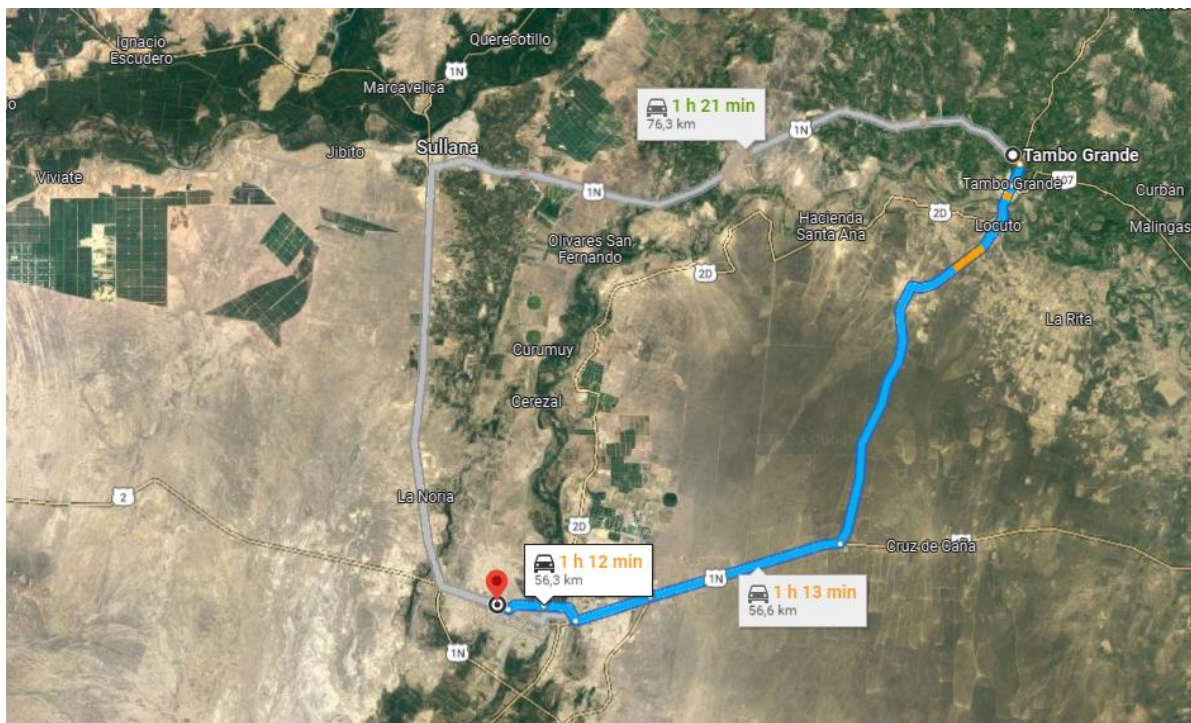 Ignacio
Escudero
Querecotillo
1N
Marcavelica
1 h 21 min
76,3 km
1N
Sullana
Jibito
Tambo Grande
Viviate
1N
Tambo Grande
107
Curbán
2D
Hacienda
Santa Ana
Locuto
Malingas
Olivares San
Fernando
2D
La Rita
Curumuy
Cerezal
2
La Noria
2D
Cruz de Caña
1 h 12 min
56,3 km
1N
1 h 13 min
56,6 km
1N